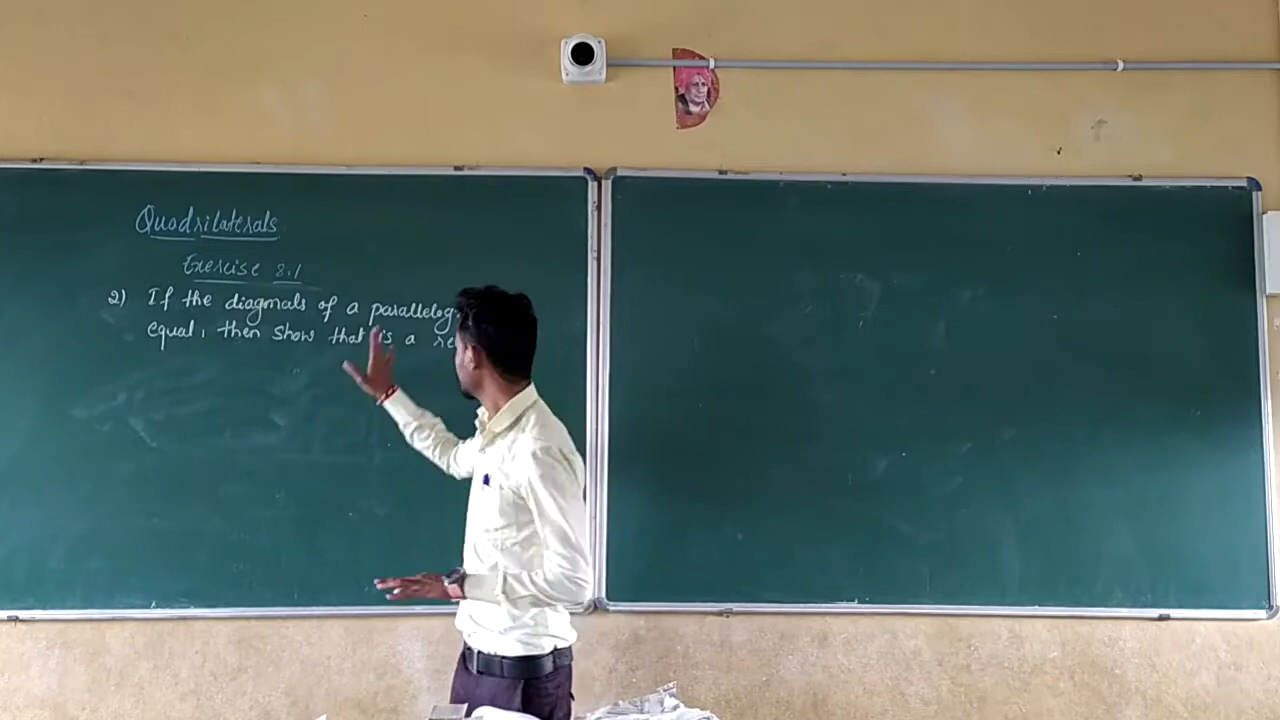 Quadrilaterals
Exercise 8.1
2) If the diagonals of a parallelog
equal, then show that is a re